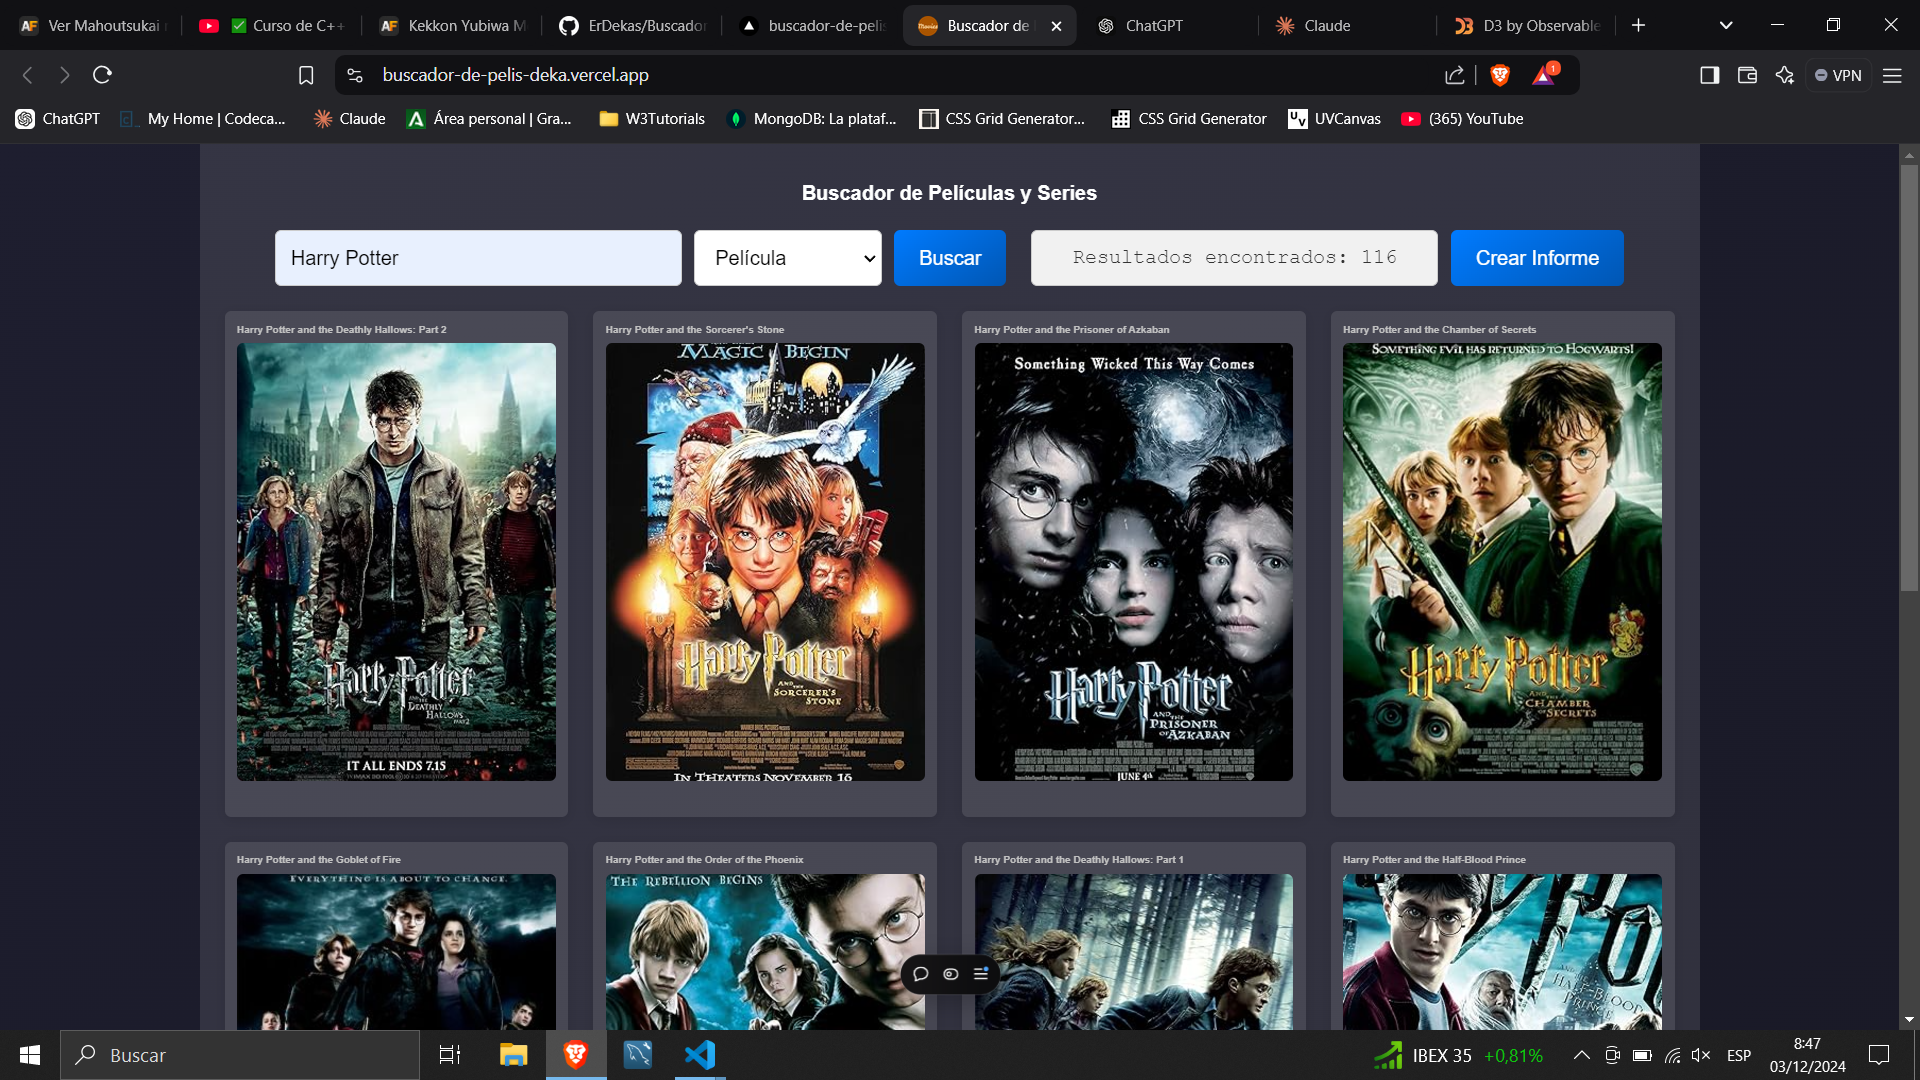 Ver Mahoutsukai
Curso de C++
Kekkon Yubiwa M
ErDekas/Buscador
buscador-de-pelis
Buscador de
ChatGPT
Claude
D3 by Observable
buscador-de-pelis-deka.vercel.app
1
VPN
ChatGPT
My Home | Codeca...
Claude
Área personal | Gra...
W3Tutorials
MongoDB: La plataf...
CSS Grid Generator...
CSS Grid Generator
UVCanvas
(365) YouTube
Buscador de Películas y Series
Harry Potter
Película
Buscar
Resultados encontrados: 116
Crear Informe
Harry Potter and the Deathly Hallows: Part 2
Harry Potter and the Sorcerer's Stone
Harry Potter and the Prisoner of Azkaban
Harry Potter and the Chamber of Secrets
Harry Potter
AND THE
DEATHLY HALLOWS
PART 2
IT ALL ENDS 7.15
MAGIC BEGIN
Harry Potter
AND THE
SORCERER'S
STONE
IN THEATERS NOVEMBER 16
Something Wicked This Way Comes
Harry Potter
AND THE
PRISONER
OF
AZKABAN
JUNE 4th
SOMETHING EVIL HAS RETURNED TO HOGWARTS!
Harry Potter
AND THE
CHAMBER
OF SECRETS
Harry Potter and the Goblet of Fire
Harry Potter and the Order of the Phoenix
Harry Potter and the Deathly Hallows: Part 1
Harry Potter and the Half-Blood Prince
EVERYTHING IS ABOUT TO CHANGE.
THE REBELLION BEGINS
HALF-BLOOD
PRINCE
Buscar
IBEX 35 +0,81%
ESP
8:47
03/12/2024